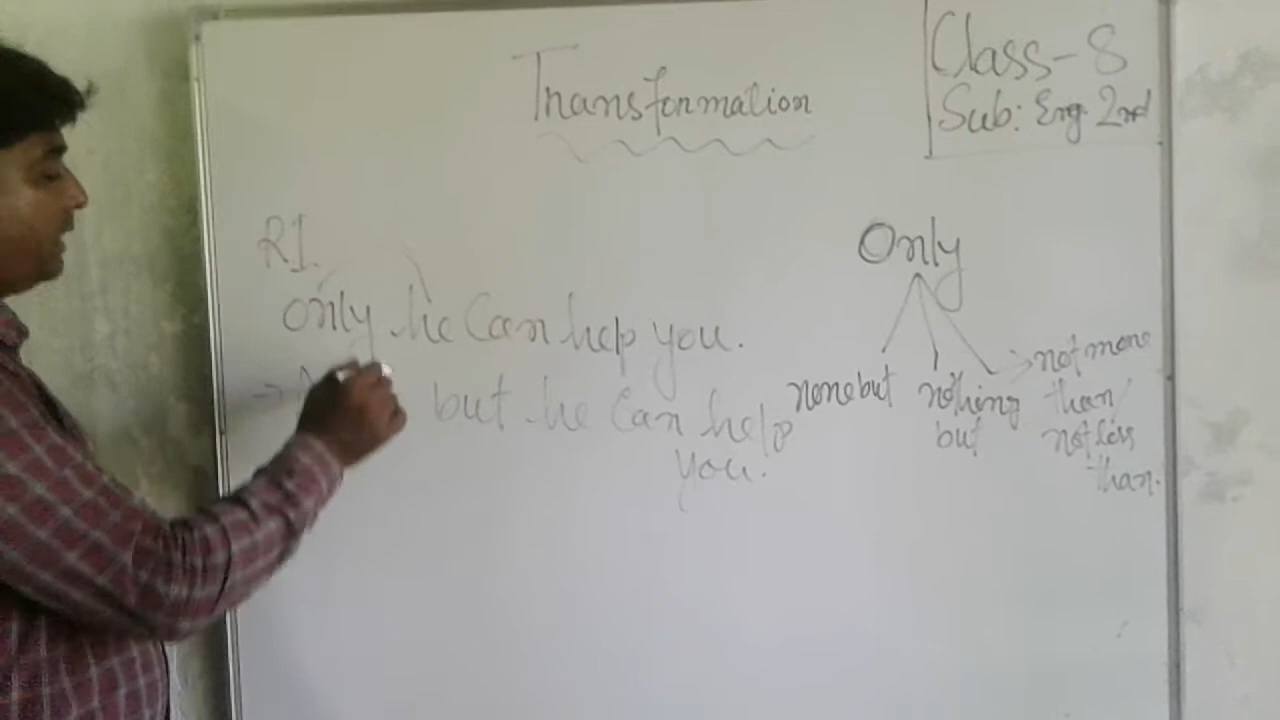 Transformation
Class-8
Sub: Eng. 2nd
R1.
Only he Can help you.
→ but he Can help
you.
Only
none but
nothing
but
→ not more
than/
not less
than.